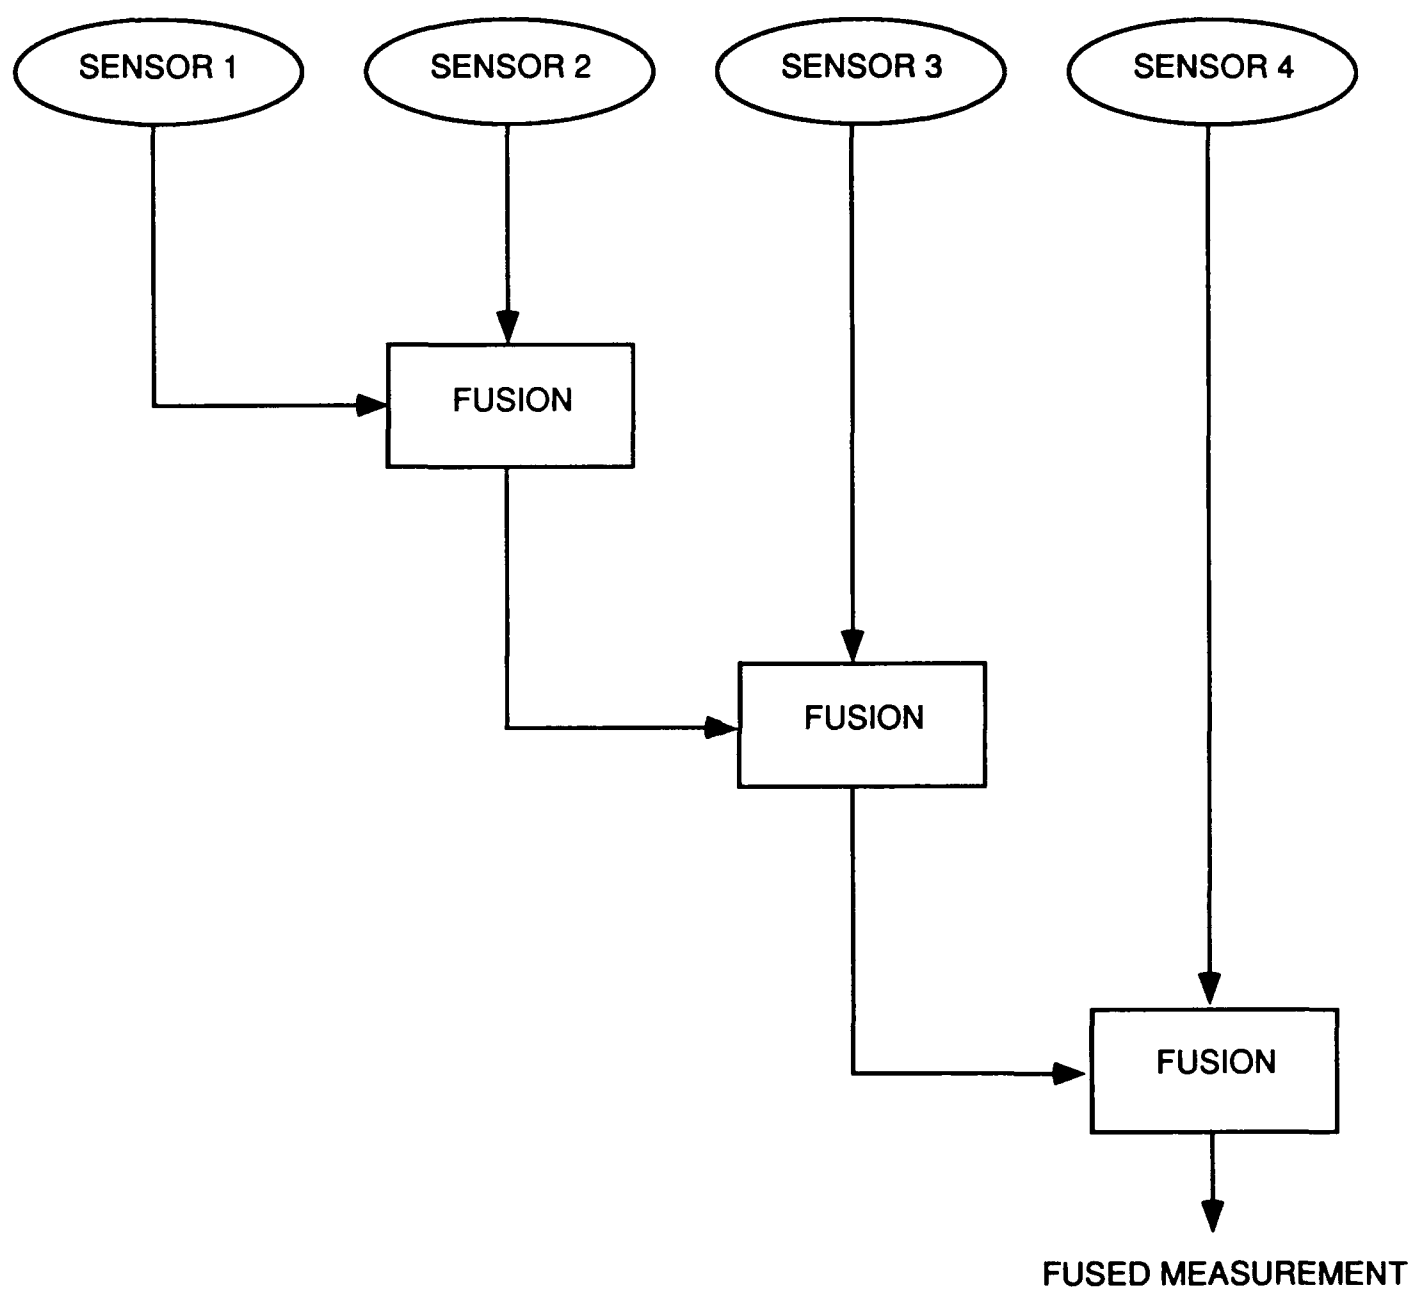 SENSOR 1
SENSOR 2
SENSOR 3
SENSOR 4
FUSION
FUSION
FUSION
FUSED MEASUREMENT